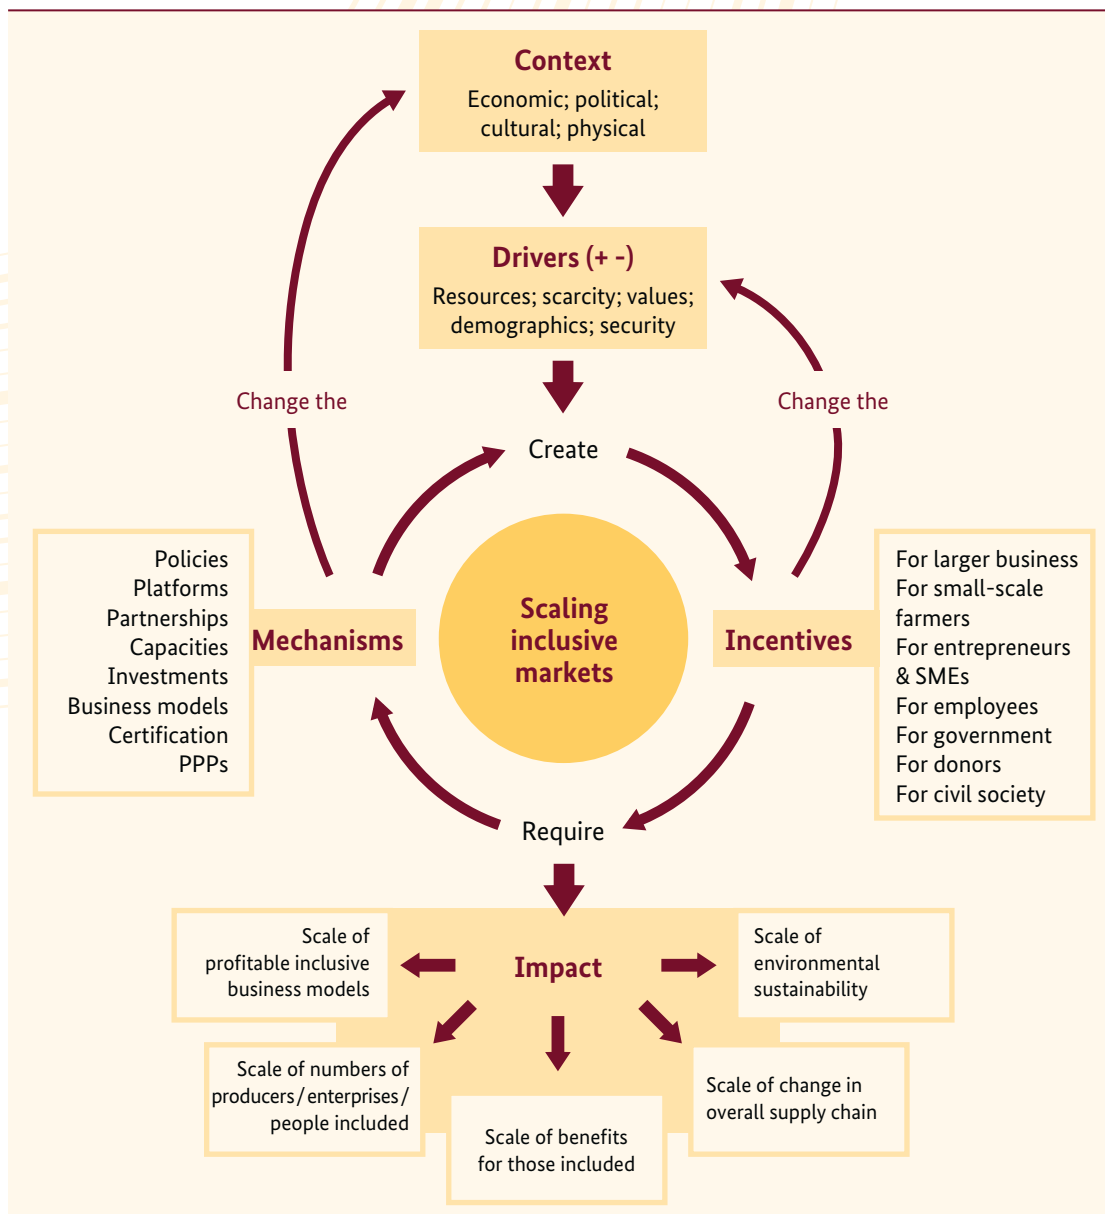 Context
Economic; political;
cultural; physical
Drivers (+ -)
Resources; scarcity; values;
demographics; security
Change the
Change the
Create
Policies
Platforms
Partnerships
Capacities
Investments
Business models
Certification
PPPs
Mechanisms
Scaling
inclusive
markets
Incentives
For larger business
For small-scale
farmers
For entrepreneurs
& SMEs
For employees
For government
For donors
For civil society
Require
Impact
Scale of
profitable inclusive
business models
Scale of
environmental
sustainability
Scale of numbers of
producers/enterprises/
people included
Scale of benefits
for those included
Scale of change in
overall supply chain